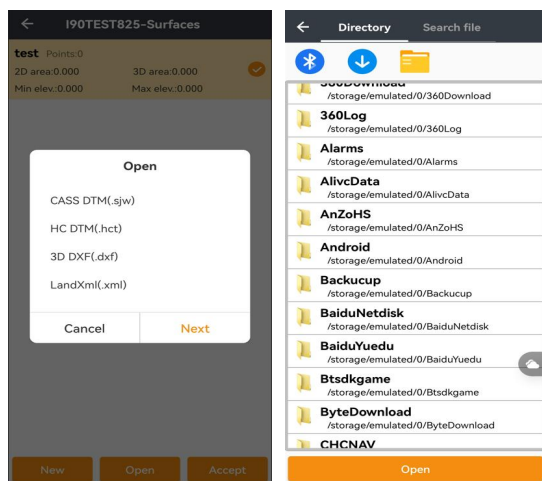 I90TEST825-Surfaces
test Points:0
2D area:0.000 3D area:0.000
Min elev.:0.000 Max elev.:0.000
Open
CASS DTM(.sjw)
HC DTM(.hct)
3D DXF(.dxf)
LandXml(.xml)
Cancel Next
New Open Accept
Directory Search file
360Download
/storage/emulated/0/360Download
360Log
/storage/emulated/0/360Log
Alarms
/storage/emulated/0/Alarms
AlivcData
/storage/emulated/0/AlivcData
AnZoHS
/storage/emulated/0/AnZoHS
Android
/storage/emulated/0/Android
Backucup
/storage/emulated/0/Backucup
BaiduNetdisk
/storage/emulated/0/BaiduNetdisk
BaiduYuedu
/storage/emulated/0/BaiduYuedu
Btsdkgame
/storage/emulated/0/Btsdkgame
ByteDownload
/storage/emulated/0/ByteDownload
CHCNAV
Open